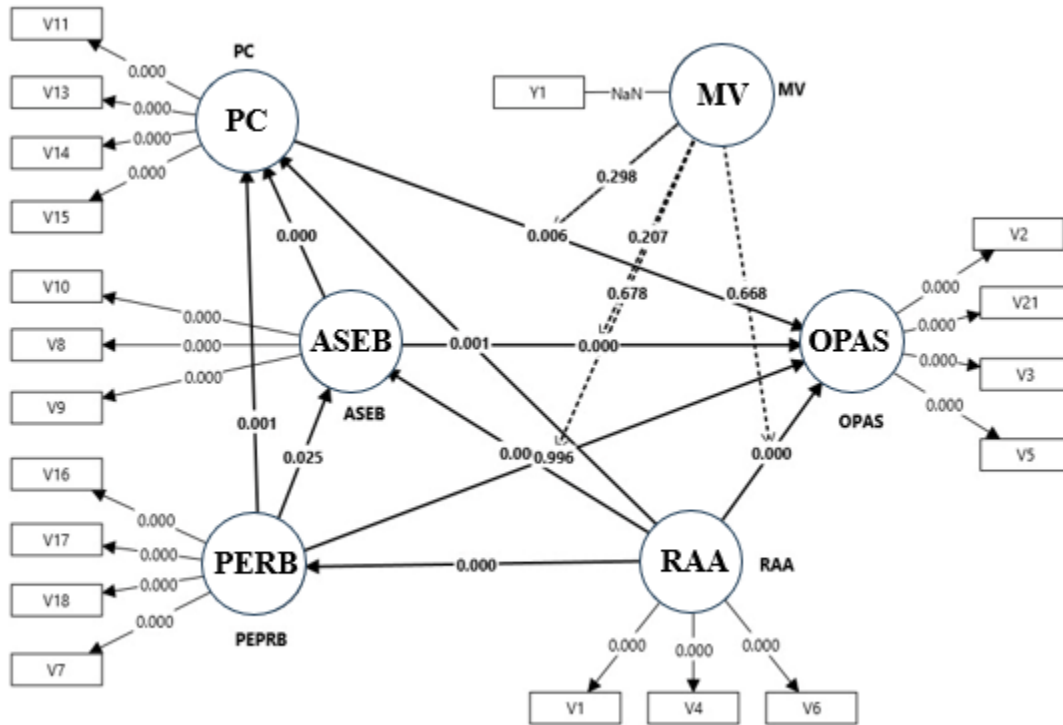 V11
PC
0.000
V13
0.000
PC
Y1
NaN
MV
MV
V14
0.000
0.000
V15
0.298
0.000
0.006
0.207
V2
V10
0.000
0.678
0.668
0.000
V21
V8
0.000
ASEB
0.001
0.000
OPAS
0.000
V3
0.000
0.000
V9
ASEB
OPAS
0.000
0.001
V5
V16
0.025
0.996
0.000
0.000
V17
0.000
PERB
0.000
RAA
RAA
V18
0.000
0.000
PEPRB
V7
0.000
0.000
0.000
V1
V4
V6